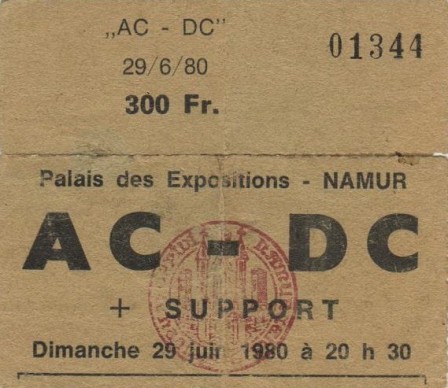 „AC - DC"
01344
29/6/80
300 Fr.
Palais des Expositions - NAMUR
AC - DC
+ SUPPORT
Dimanche 29 juin 1980 à 20 h 30